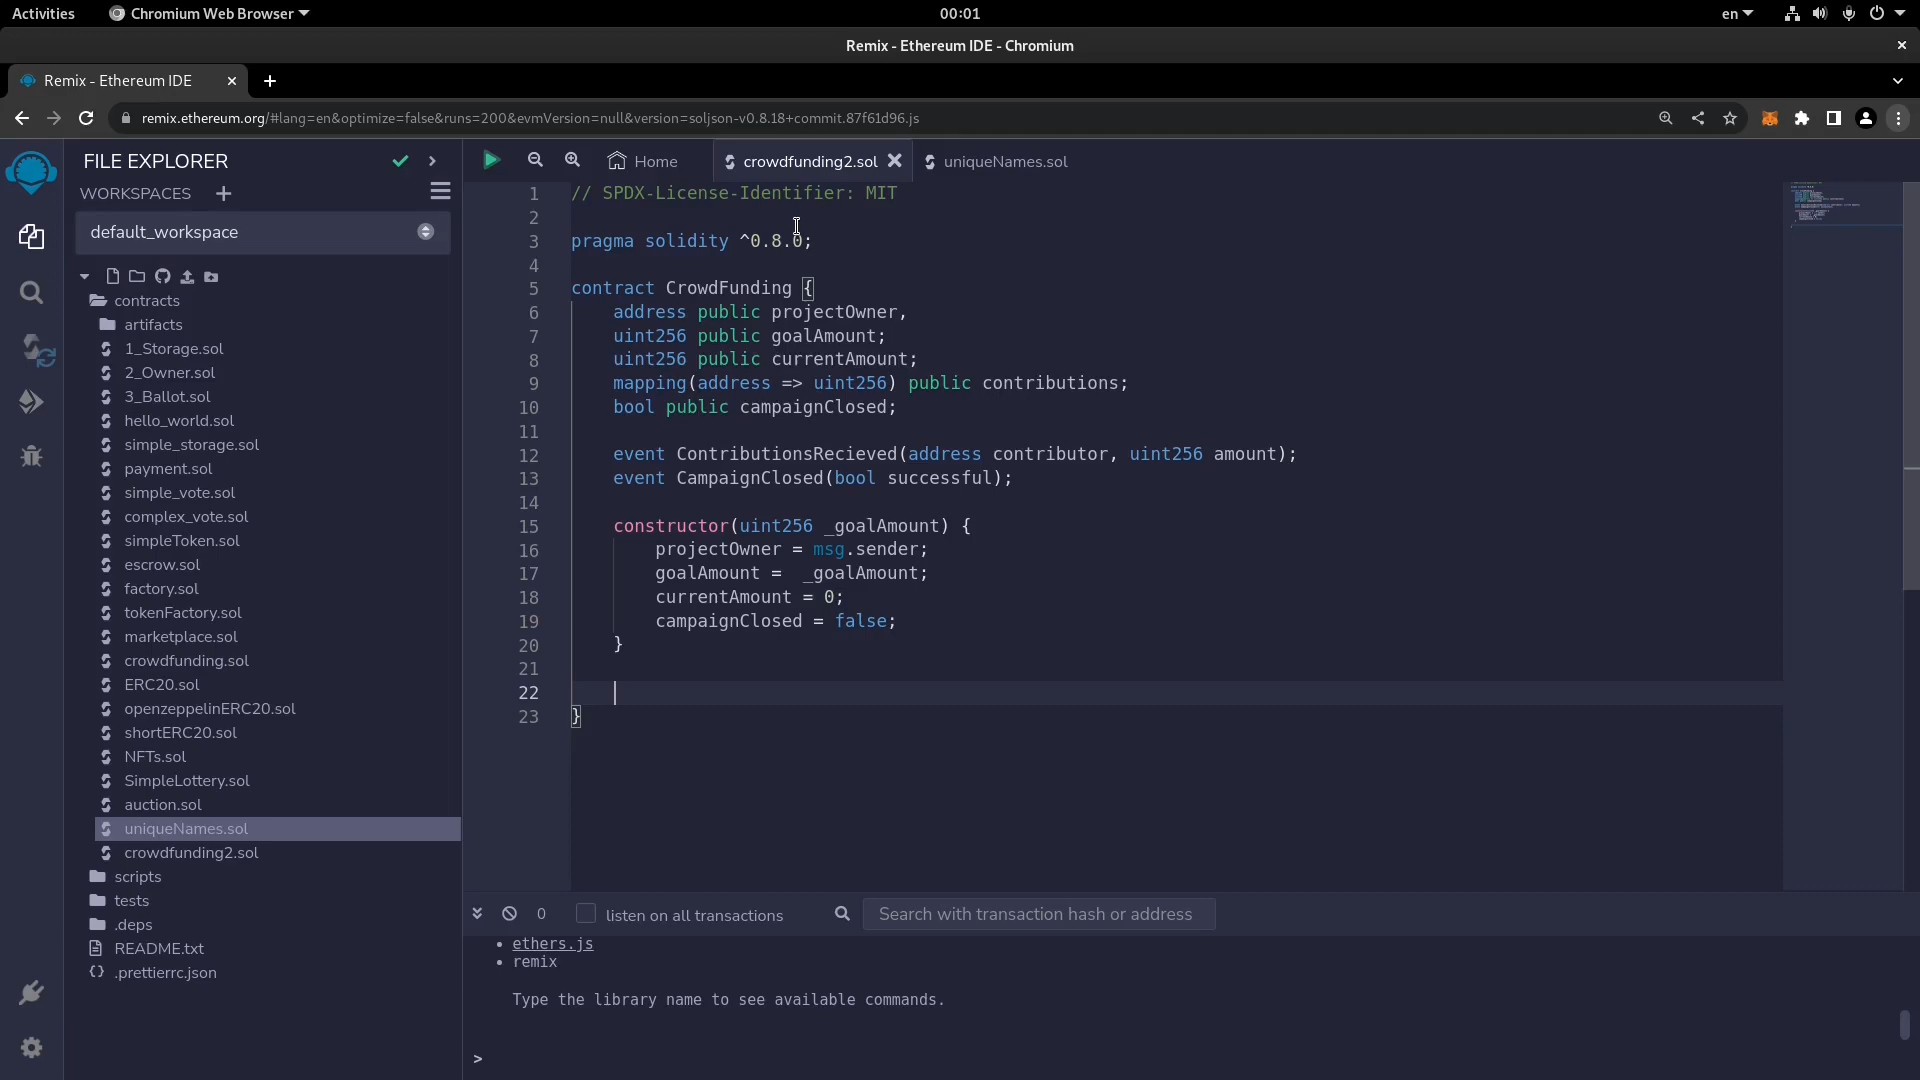 Activities Chromium Web Browser 00:01 en
Remix - Ethereum IDE - Chromium
Remix - Ethereum IDE
remix.ethereum.org/#lang=en&optimize=false&runs=200&evmVersion=null&version=soljson-v0.8.18+commit.87f61d96.js
FILE EXPLORER
WORKSPACES
default_workspace
contracts
artifacts
1_Storage.sol
2_Owner.sol
3_Ballot.sol
hello_world.sol
simple_storage.sol
payment.sol
simple_vote.sol
complex_vote.sol
simpleToken.sol
escrow.sol
factory.sol
tokenFactory.sol
marketplace.sol
crowdfunding.sol
ERC20.sol
openzeppelinERC20.sol
shortERC20.sol
NFTs.sol
SimpleLottery.sol
auction.sol
uniqueNames.sol
crowdfunding2.sol
scripts
tests
.deps
README.txt
{} .prettierrc.json
Home crowdfunding2.sol uniqueNames.sol
1 // SPDX-License-Identifier: MIT
2
3 pragma solidity ^0.8.0;
4
5 contract CrowdFunding {
6 address public projectOwner,
7 uint256 public goalAmount;
8 uint256 public currentAmount;
9 mapping(address => uint256) public contributions;
10 bool public campaignClosed;
11
12 event ContributionsRecieved(address contributor, uint256 amount);
13 event CampaignClosed(bool successful);
14
15 constructor(uint256 _goalAmount) {
16 projectOwner = msg.sender;
17 goalAmount =  _goalAmount;
18 currentAmount = 0;
19 campaignClosed = false;
20 }
21
22
23 }
0 listen on all transactions Search with transaction hash or address
• ethers.js
• remix
Type the library name to see available commands.
>